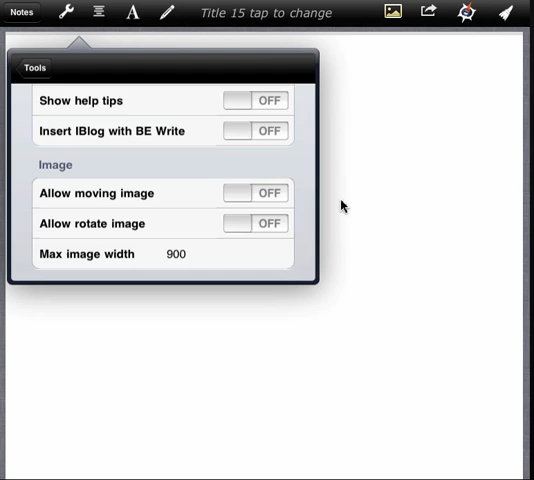 Notes
A
Title 15 tap to change
Tools
Show help tips OFF
Insert IBlog with BE Write OFF
Image
Allow moving image OFF
Allow rotate image OFF
Max image width 900